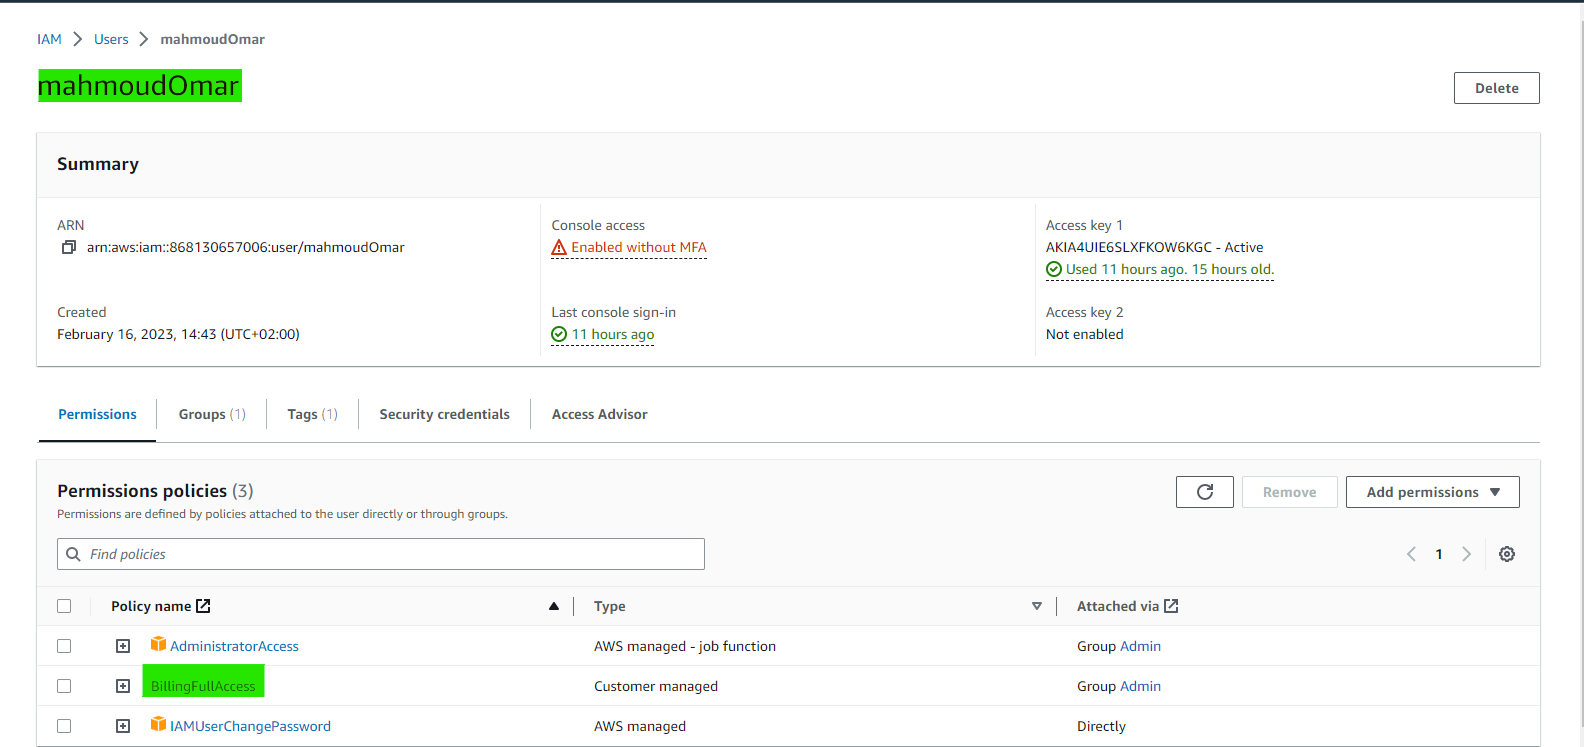 IAM > Users > mahmoudOmar
mahmoudOmar
Delete
Summary
ARN
arn:aws:iam::868130657006:user/mahmoudOmar
Created
February 16, 2023, 14:43 (UTC+02:00)
Console access
Enabled without MFA
Last console sign-in
11 hours ago
Access key 1
AKIA4UIE6SLXFKOW6KGC - Active
Used 11 hours ago. 15 hours old.
Access key 2
Not enabled
Permissions Groups (1) Tags (1) Security credentials Access Advisor
Permissions policies (3)
Permissions are defined by policies attached to the user directly or through groups.
Remove Add permissions
Find policies
1
Policy name Type Attached via
AdministratorAccess AWS managed - job function Group Admin
BillingFullAccess Customer managed Group Admin
IAMUserChangePassword AWS managed Directly